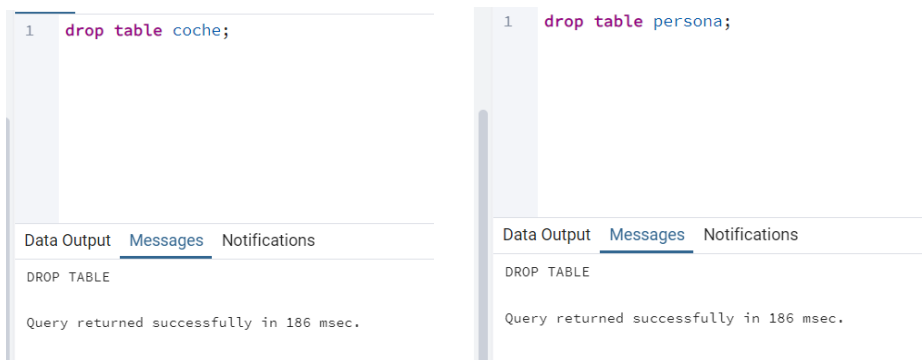 1 drop table coche;
Data Output Messages Notifications
DROP TABLE
Query returned successfully in 186 msec.
1 drop table persona;
Data Output Messages Notifications
DROP TABLE
Query returned successfully in 186 msec.